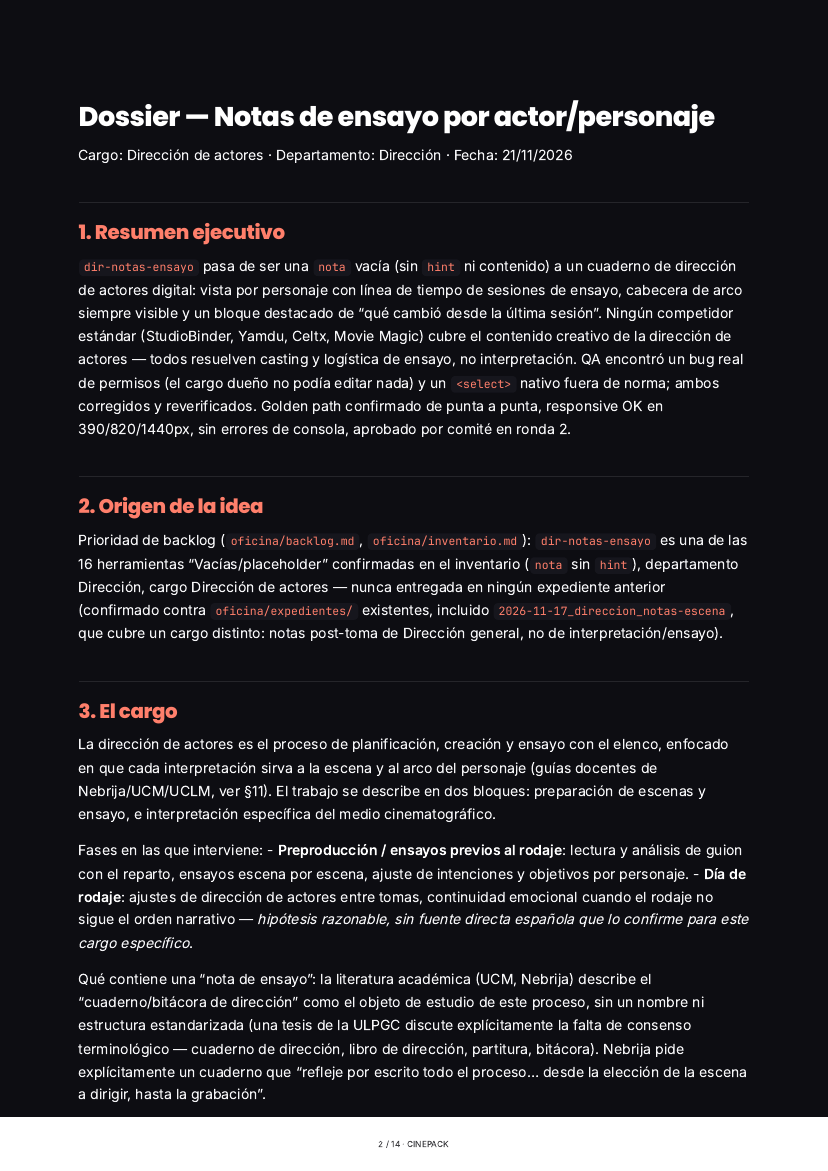 Dossier — Notas de ensayo por actor/personaje
Cargo: Dirección de actores · Departamento: Dirección · Fecha: 21/11/2026
1. Resumen ejecutivo
dir-notas-ensayo pasa de ser una nota vacía (sin hint ni contenido) a un cuaderno de dirección
de actores digital: vista por personaje con línea de tiempo de sesiones de ensayo, cabecera de arco
siempre visible y un bloque destacado de “qué cambió desde la última sesión”. Ningún competidor
estándar (StudioBinder, Yamdu, Celtx, Movie Magic) cubre el contenido creativo de la dirección de
actores — todos resuelven casting y logística de ensayo, no interpretación. QA encontró un bug real
de permisos (el cargo dueño no podía editar nada) y un <select> nativo fuera de norma; ambos
corregidos y reverificados. Golden path confirmado de punta a punta, responsive OK en
390/820/1440px, sin errores de consola, aprobado por comité en ronda 2.
2. Origen de la idea
Prioridad de backlog ( oficina/backlog.md , oficina/inventario.md ): dir-notas-ensayo es una de las
16 herramientas “Vacías/placeholder” confirmadas en el inventario ( nota sin hint ), departamento
Dirección, cargo Dirección de actores — nunca entregada en ningún expediente anterior
(confirmado contra oficina/expedientes/ existentes, incluido 2026-11-17_direccion_notas-escena ,
que cubre un cargo distinto: notas post-toma de Dirección general, no de interpretación/ensayo).
3. El cargo
La dirección de actores es el proceso de planificación, creación y ensayo con el elenco, enfocado
en que cada interpretación sirva a la escena y al arco del personaje (guías docentes de
Nebrija/UCM/UCLM, ver §11). El trabajo se describe en dos bloques: preparación de escenas y
ensayo, e interpretación específica del medio cinematográfico.
Fases en las que interviene: - Preproducción / ensayos previos al rodaje: lectura y análisis de guion
con el reparto, ensayos escena por escena, ajuste de intenciones y objetivos por personaje. - Día de
rodaje: ajustes de dirección de actores entre tomas, continuidad emocional cuando el rodaje no
sigue el orden narrativo — hipótesis razonable, sin fuente directa española que lo confirme para este
cargo específico.
Qué contiene una “nota de ensayo”: la literatura académica (UCM, Nebrija) describe el
“cuaderno/bitácora de dirección” como el objeto de estudio de este proceso, sin un nombre ni
estructura estandarizada (una tesis de la ULPGC discute explícitamente la falta de consenso
terminológico — cuaderno de dirección, libro de dirección, partitura, bitácora). Nebrija pide
explícitamente un cuaderno que “refleje por escrito todo el proceso… desde la elección de la escena
a dirigir, hasta la grabación”.
2 / 14 · CINEPACK